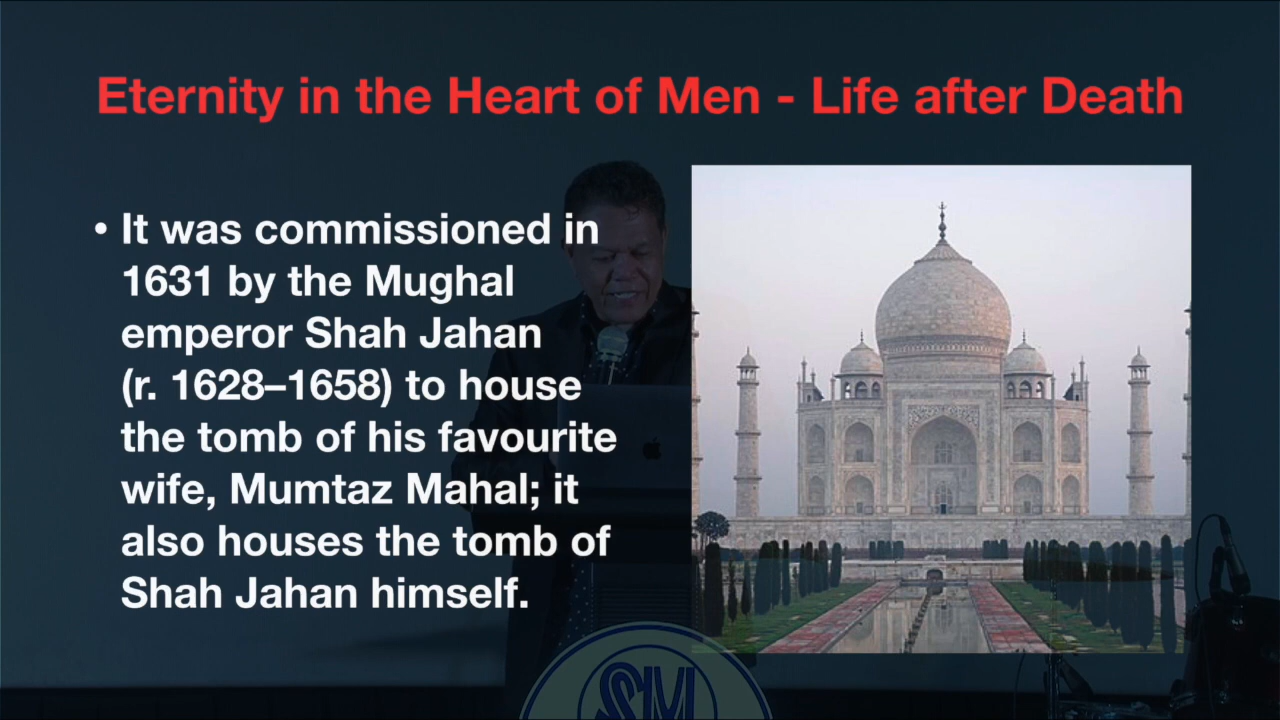 Eternity in the Heart of Men - Life after Death
• It was commissioned in
1631 by the Mughal
emperor Shah Jahan
(r. 1628–1658) to house
the tomb of his favourite
wife, Mumtaz Mahal; it
also houses the tomb of
Shah Jahan himself.
SM